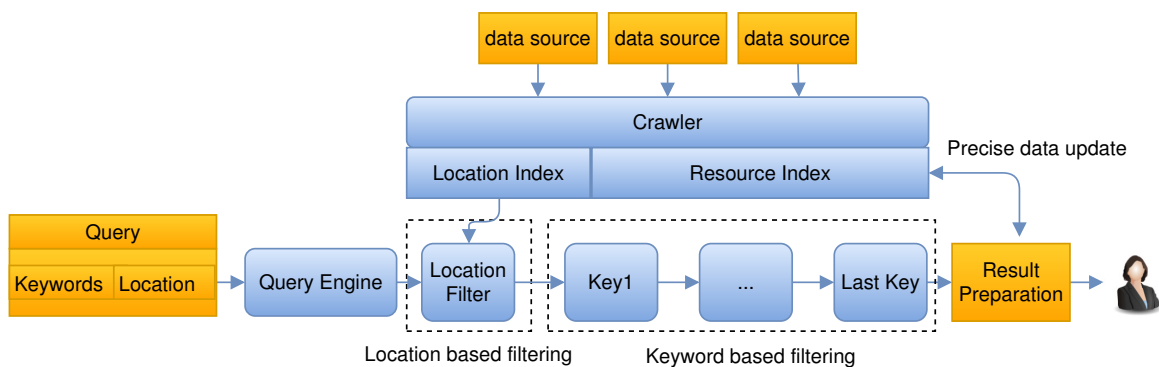 data source
data source
data source
Crawler
Location Index
Resource Index
Precise data update
Query
Keywords
Location
Query Engine
Location
Filter
Key1
...
Last Key
Result
Preparation
Location based filtering
Keyword based filtering